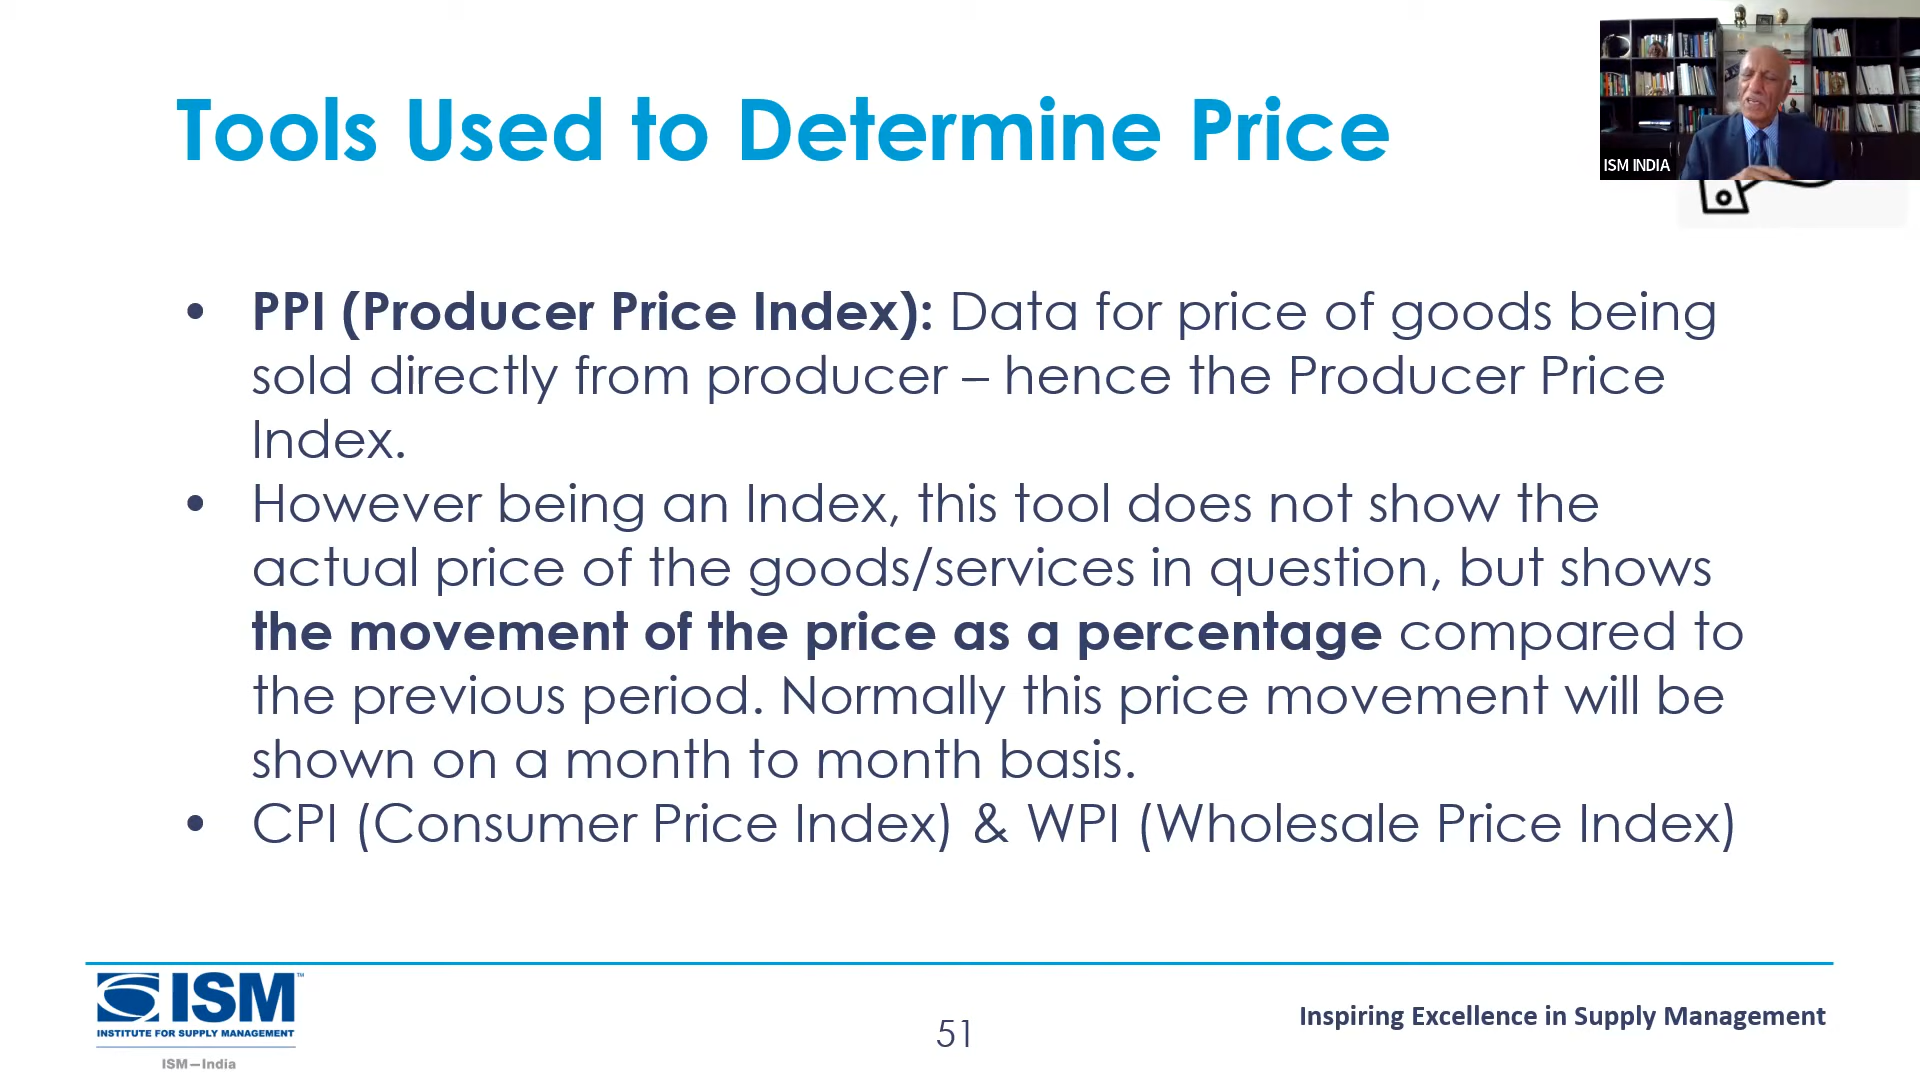 Tools Used to Determine Price
ISM INDIA
• PPI (Producer Price Index): Data for price of goods being
sold directly from producer – hence the Producer Price
Index.
• However being an Index, this tool does not show the
actual price of the goods/services in question, but shows
the movement of the price as a percentage compared to
the previous period. Normally this price movement will be
shown on a month to month basis.
• CPI (Consumer Price Index) & WPI (Wholesale Price Index)
ISM™
INSTITUTE FOR SUPPLY MANAGEMENT
ISM—India
51
Inspiring Excellence in Supply Management